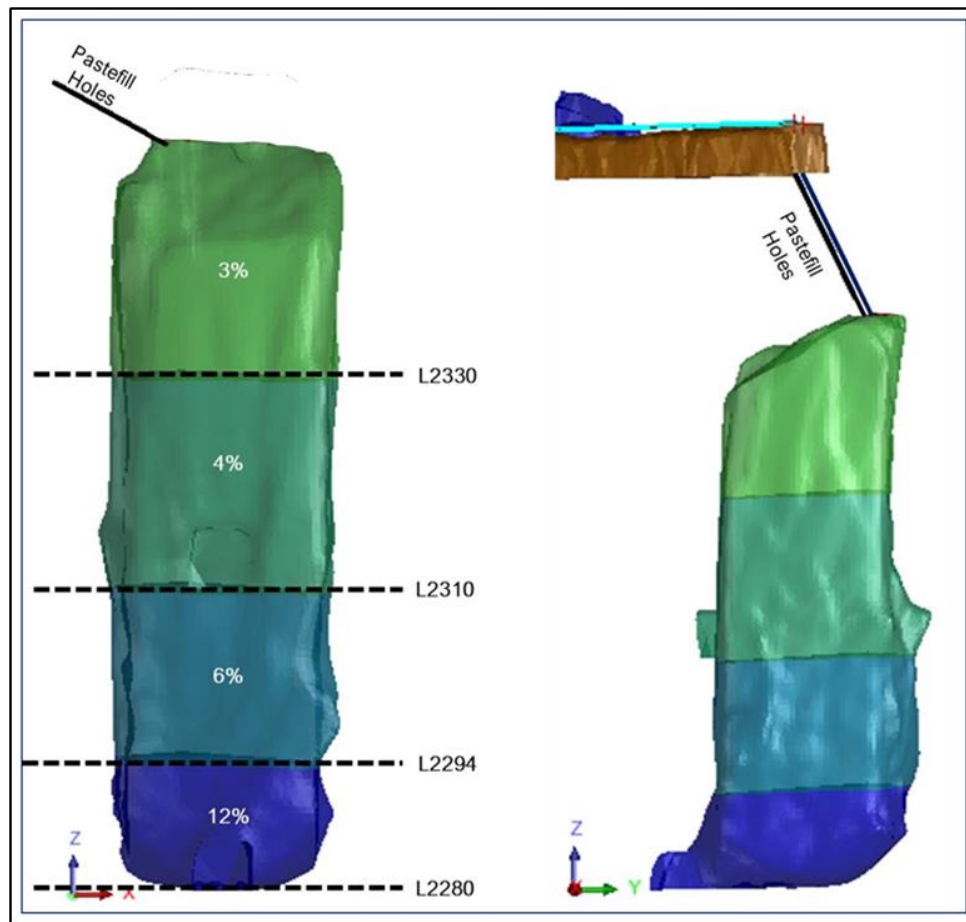 Pastefill
Holes
3%
L2330
4%
L2310
6%
L2294
12%
Z
X
L2280
Pastefill
Holes
Z
X
Y